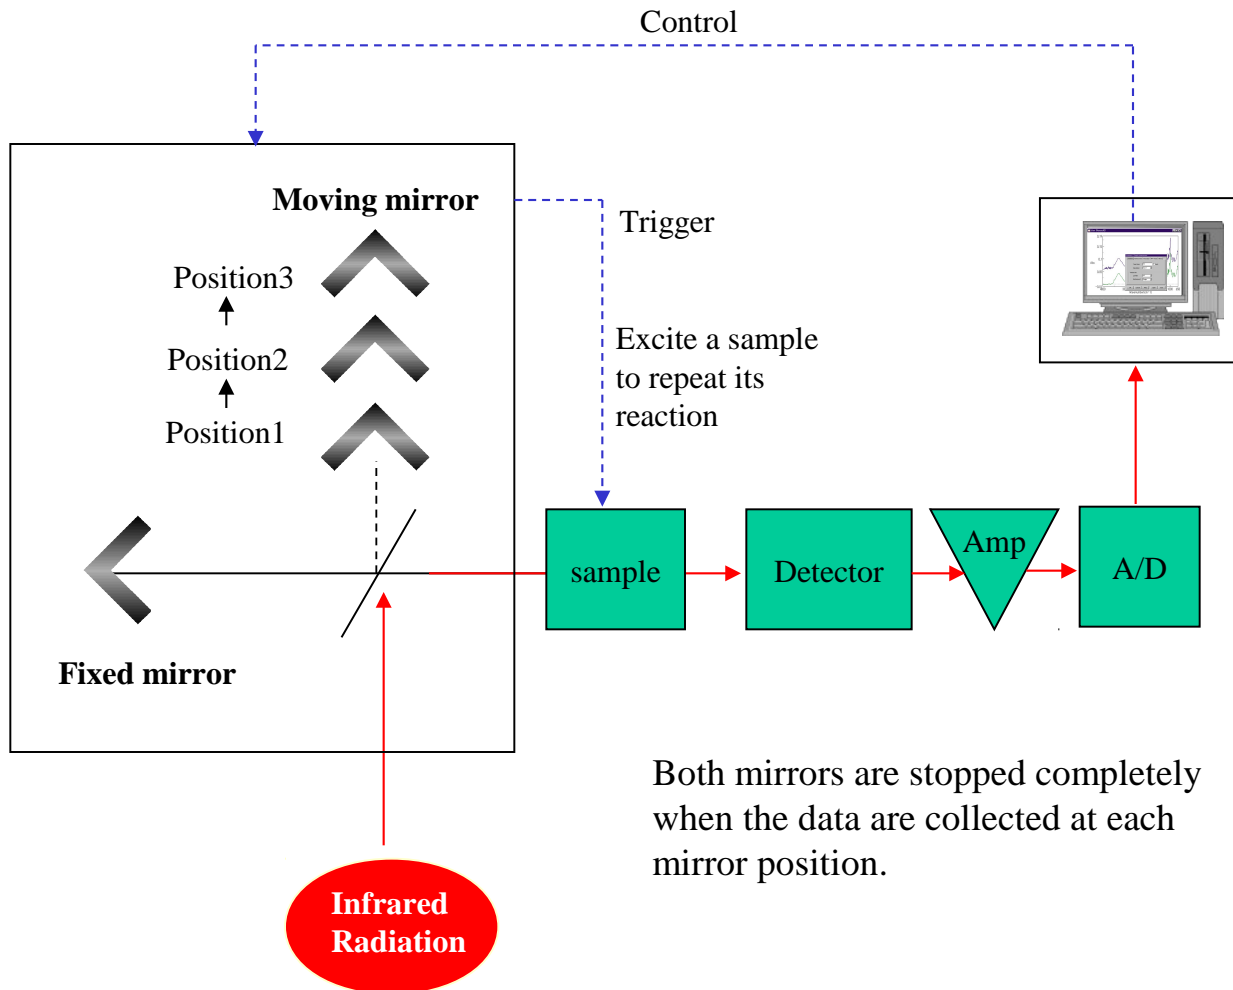 Control
Moving mirror
Trigger
Position3
Position2
Position1
Excite a sample
to repeat its
reaction
sample
Detector
Amp
A/D
Fixed mirror
Both mirrors are stopped completely
when the data are collected at each
mirror position.
Infrared
Radiation